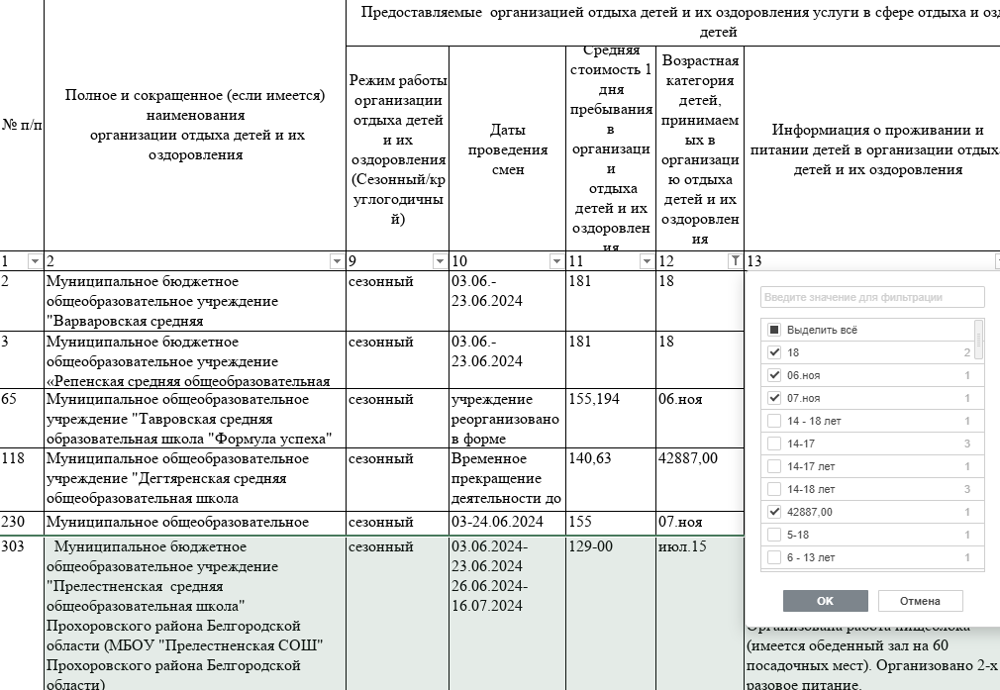 Предоставляемые организацией отдыха детей и их оздоровления услуги в сфере отдыха и
детей
№ п/п
Полное и сокращенное (если имеется)
наименования
организации отдыха детей и их
оздоровления
Режим работы
организации
отдыха детей
и их
оздоровления
(Сезонный/кр
углогодичны
й)
Даты
проведения
смен
Средняя
стоимость 1
дня
пребывания
в
организаци
и
отдыха
детей и их
оздоровлен
ия
Возрастная
категория
детей,
принимаем
ых в
организаци
ю отдыха
детей и их
оздоровлен
ия
Информиация о проживании и
питании детей в организации отдыха
детей и их оздоровления
1 2 9 10 11 12 13
2
Муниципальное бюджетное
общеобразовательное учреждение
"Варваровская средняя
сезонный
03.06.-
23.06.2024
181
18
3
Муниципальное бюджетное
общеобразовательное учреждение
«Репенская средняя общеобразовательная
сезонный
03.06.-
23.06.2024
181
18
65
Муниципальное общеобразовательное
учреждение "Тавровская средняя
образовательная школа "Формула успеха"
сезонный
учреждение
реорганизовано
в форме
155,194
06.ноя
118
Муниципальное общеобразовательное
учреждение "Дегтяренская средняя
общеобразовательная школа
сезонный
Временное
прекращение
деятельности до
140,63
42887,00
230
Муниципальное общеобразовательное
сезонный
03-24.06.2024
155
07.ноя
303
Муниципальное бюджетное
общеобразовательное учреждение
"Прелестненская средняя
общеобразовательная школа"
Прохоровского района Белгородской
области (МБОУ "Прелестненская СОШ"
Прохоровского района Белгородской
области)
сезонный
03.06.2024-
23.06.2024
26.06.2024-
16.07.2024
129-00
июл.15
Организована работа пищеблока
(имеется обеденный зал на 60
посадочных мест). Организовано 2-х
разовое питание.
Введите значение для фильтрации
Выделить всё
18 2
06.ноя 1
07.ноя 1
14 - 18 лет 1
14-17 3
14-17 лет 1
14-18 лет 3
42887,00 1
5-18 1
6 - 13 лет 1
ОК
Отмена